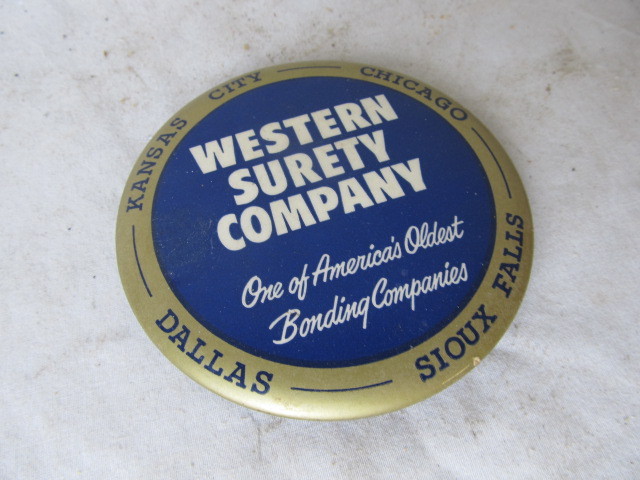 WESTERN
SURETY
COMPANY
One of America's Oldest
Bonding Companies
KANSAS CITY
CHICAGO
SIOUX FALLS
DALLAS